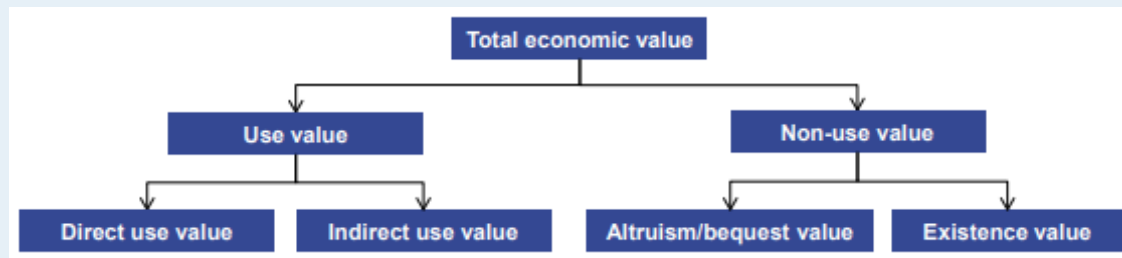 Total economic value
Use value
Non-use value
Direct use value
Indirect use value
Altruism/bequest value
Existence value